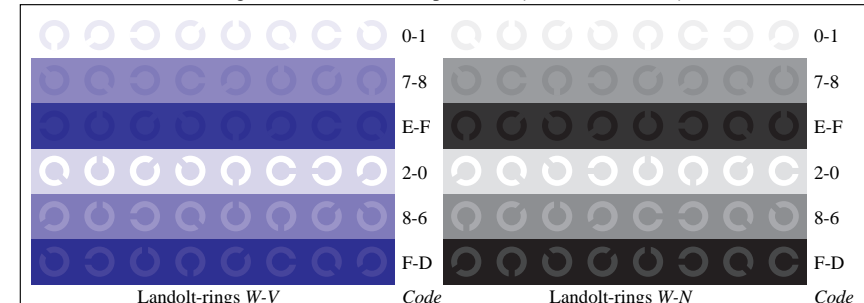 0-1 0-1
7-8 7-8
E-F E-F
2-0 2-0
8-6 8-6
F-D F-D
Landolt-rings W-V Code Landolt-rings W-N Code